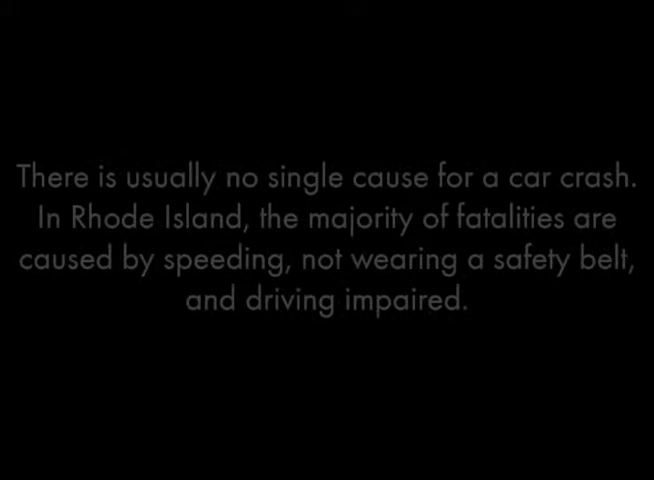 There is usually no single cause for a car crash.
In Rhode Island, the majority of fatalities are
caused by speeding, not wearing a safety belt,
and driving impaired.